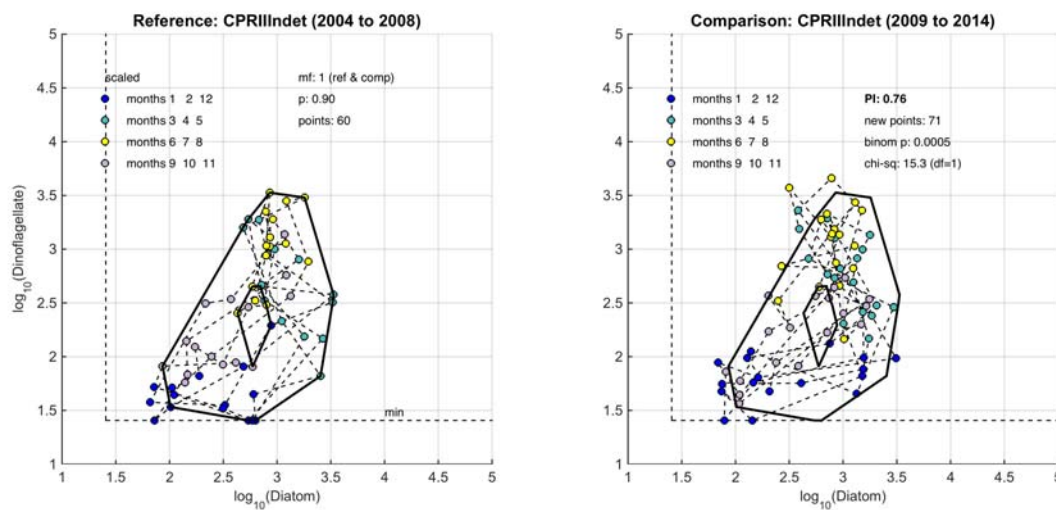 Reference: CPRIIIndet (2004 to 2008)
5
4.5
4
3.5
3
2.5
2
1.5
1
log10(Dinoflagellate)
scaled
months 1 2 12
months 3 4 5
months 6 7 8
months 9 10 11
mf: 1 (ref & comp)
p: 0.90
points: 60
min
1 1.5 2 2.5 3 3.5 4 4.5 5
log10(Diatom)
Comparison: CPRIIIndet (2009 to 2014)
5
4.5
4
3.5
3
2.5
2
1.5
1
months 1 2 12
months 3 4 5
months 6 7 8
months 9 10 11
PI: 0.76
new points: 71
binom p: 0.0005
chi-sq: 15.3 (df=1)
1 1.5 2 2.5 3 3.5 4 4.5 5
log10(Diatom)